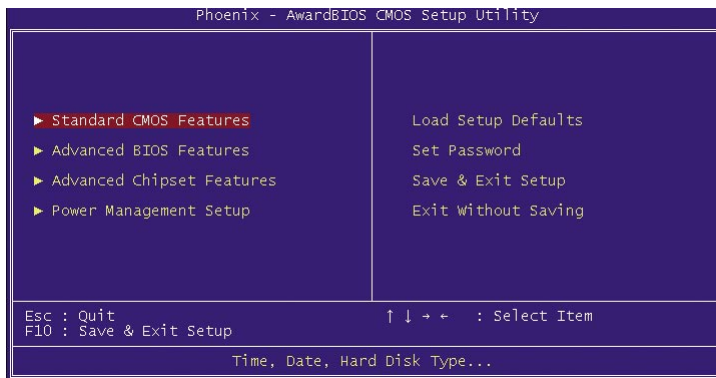 Phoenix - AwardBIOS CMOS Setup Utility
► Standard CMOS Features
► Advanced BIOS Features
► Advanced Chipset Features
► Power Management Setup
Load Setup Defaults
Set Password
Save & Exit Setup
Exit Without Saving
Esc : Quit
F10 : Save & Exit Setup
↑ ↓ → ← : Select Item
Time, Date, Hard Disk Type...